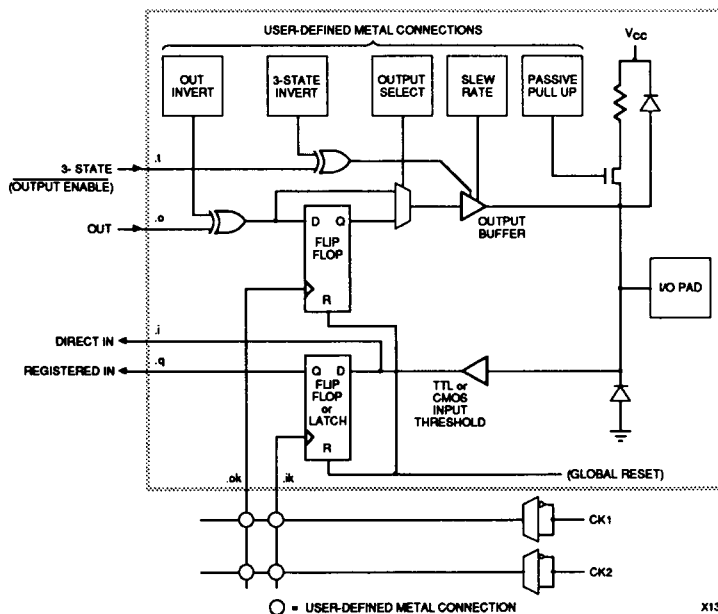 USER-DEFINED METAL CONNECTIONS
VCC
OUT
INVERT
3-STATE
INVERT
OUTPUT
SELECT
SLEW
RATE
PASSIVE
PULL UP
3- STATE
(OUTPUT ENABLE)
.t
OUT
.o
D Q
FLIP
FLOP
R
OUTPUT
BUFFER
I/O PAD
DIRECT IN
.i
REGISTERED IN
.q
Q D
FLIP
FLOP
or
LATCH
R
TTL or
CMOS
INPUT
THRESHOLD
(GLOBAL RESET)
.ok
.ik
CK1
CK2
= USER-DEFINED METAL CONNECTION